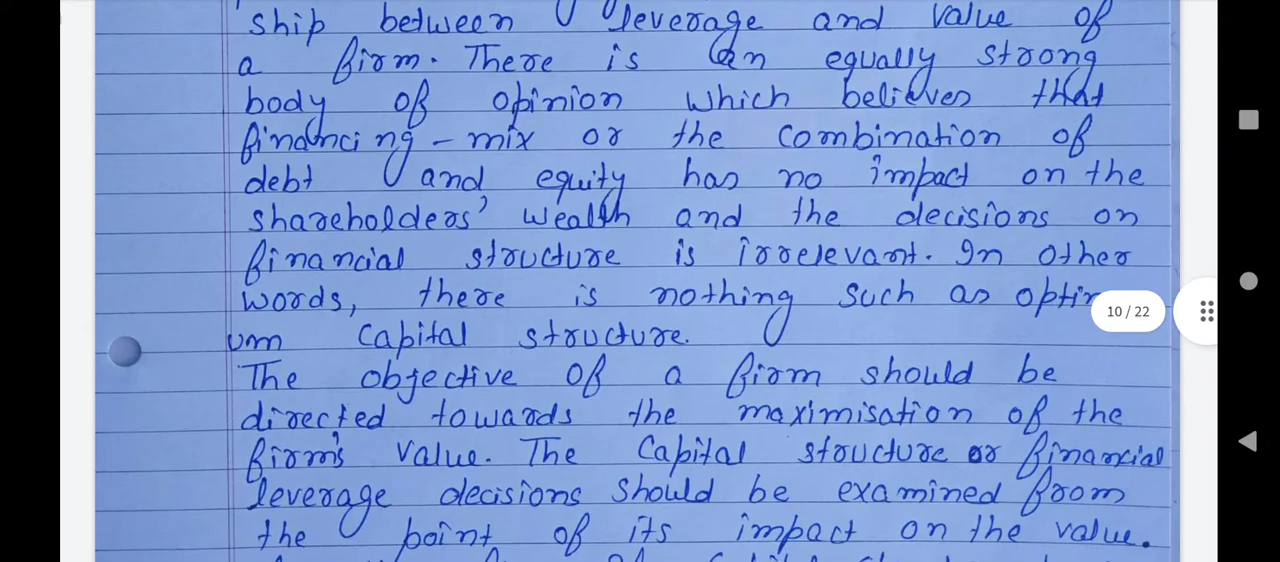 ship between leverage and value of
a firm. There is an equally strong
body of opinion which believes that
financing-mix or the combination of
debt and equity has no impact on the
shareholders' wealth and the decisions on
financial structure is irrelevant. In other
words, there is nothing such as optim
um capital structure.
The objective of a firm should be
directed towards the maximisation of the
firm's value. The capital structure or financial
leverage decisions should be examined from
the point of its impact on the value.
10 / 22